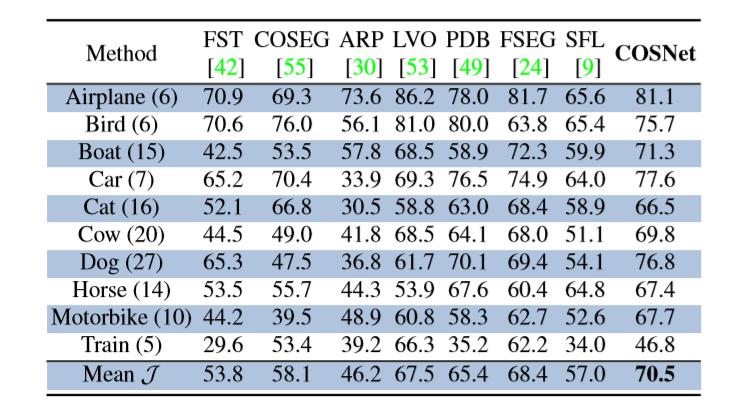 Method FST COSEG ARP LVO PDB FSEG SFL COSNet
[42] [55] [30] [53] [49] [24] [9]
Airplane (6) 70.9 69.3 73.6 86.2 78.0 81.7 65.6 81.1
Bird (6) 70.6 76.0 56.1 81.0 80.0 63.8 65.4 75.7
Boat (15) 42.5 53.5 57.8 68.5 58.9 72.3 59.9 71.3
Car (7) 65.2 70.4 33.9 69.3 76.5 74.9 64.0 77.6
Cat (16) 52.1 66.8 30.5 58.8 63.0 68.4 58.9 66.5
Cow (20) 44.5 49.0 41.8 68.5 64.1 68.0 51.1 69.8
Dog (27) 65.3 47.5 36.8 61.7 70.1 69.4 54.1 76.8
Horse (14) 53.5 55.7 44.3 53.9 67.6 60.4 64.8 67.4
Motorbike (10) 44.2 39.5 48.9 60.8 58.3 62.7 52.6 67.7
Train (5) 29.6 53.4 39.2 66.3 35.2 62.2 34.0 46.8
Mean 𝒥 53.8 58.1 46.2 67.5 65.4 68.4 57.0 70.5